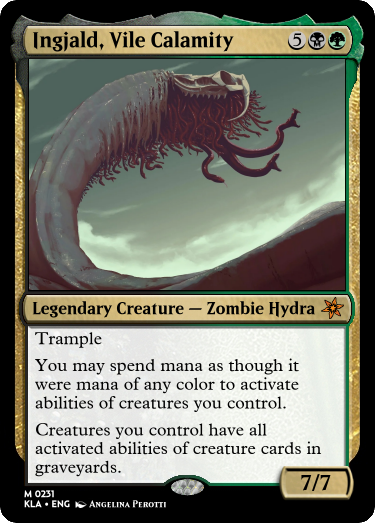 Ingjald, Vile Calamity 5
Legendary Creature — Zombie Hydra
Trample
You may spend mana as though it
were mana of any color to activate
abilities of creatures you control.
Creatures you control have all
activated abilities of creature cards in
graveyards.
7/7
M 0231
KLA • ENG Angelina Perotti